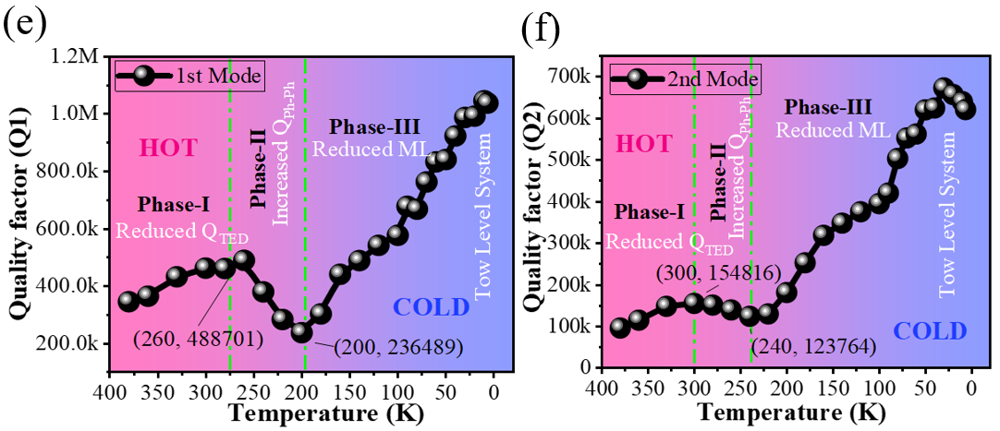 (e)
1.2M
1.0M
800.0k
600.0k
400.0k
200.0k
Quality factor (Q1)
1st Mode
HOT
Phase-I
Reduced QTED
Phase-II
Increased QPh-Ph
Phase-III
Reduced ML
Tow Level System
COLD
(260, 488701)
(200, 236489)
400 350 300 250 200 150 100 50 0
Temperature (K)
(f)
700k
600k
500k
400k
300k
200k
100k
0
Quality factor (Q2)
2nd Mode
HOT
Phase-I
Reduced QTED
Phase-II
Increased QPh-Ph
Phase-III
Reduced ML
Tow Level System
COLD
(300, 154816)
(240, 123764)
400 350 300 250 200 150 100 50 0
Temperature (K)